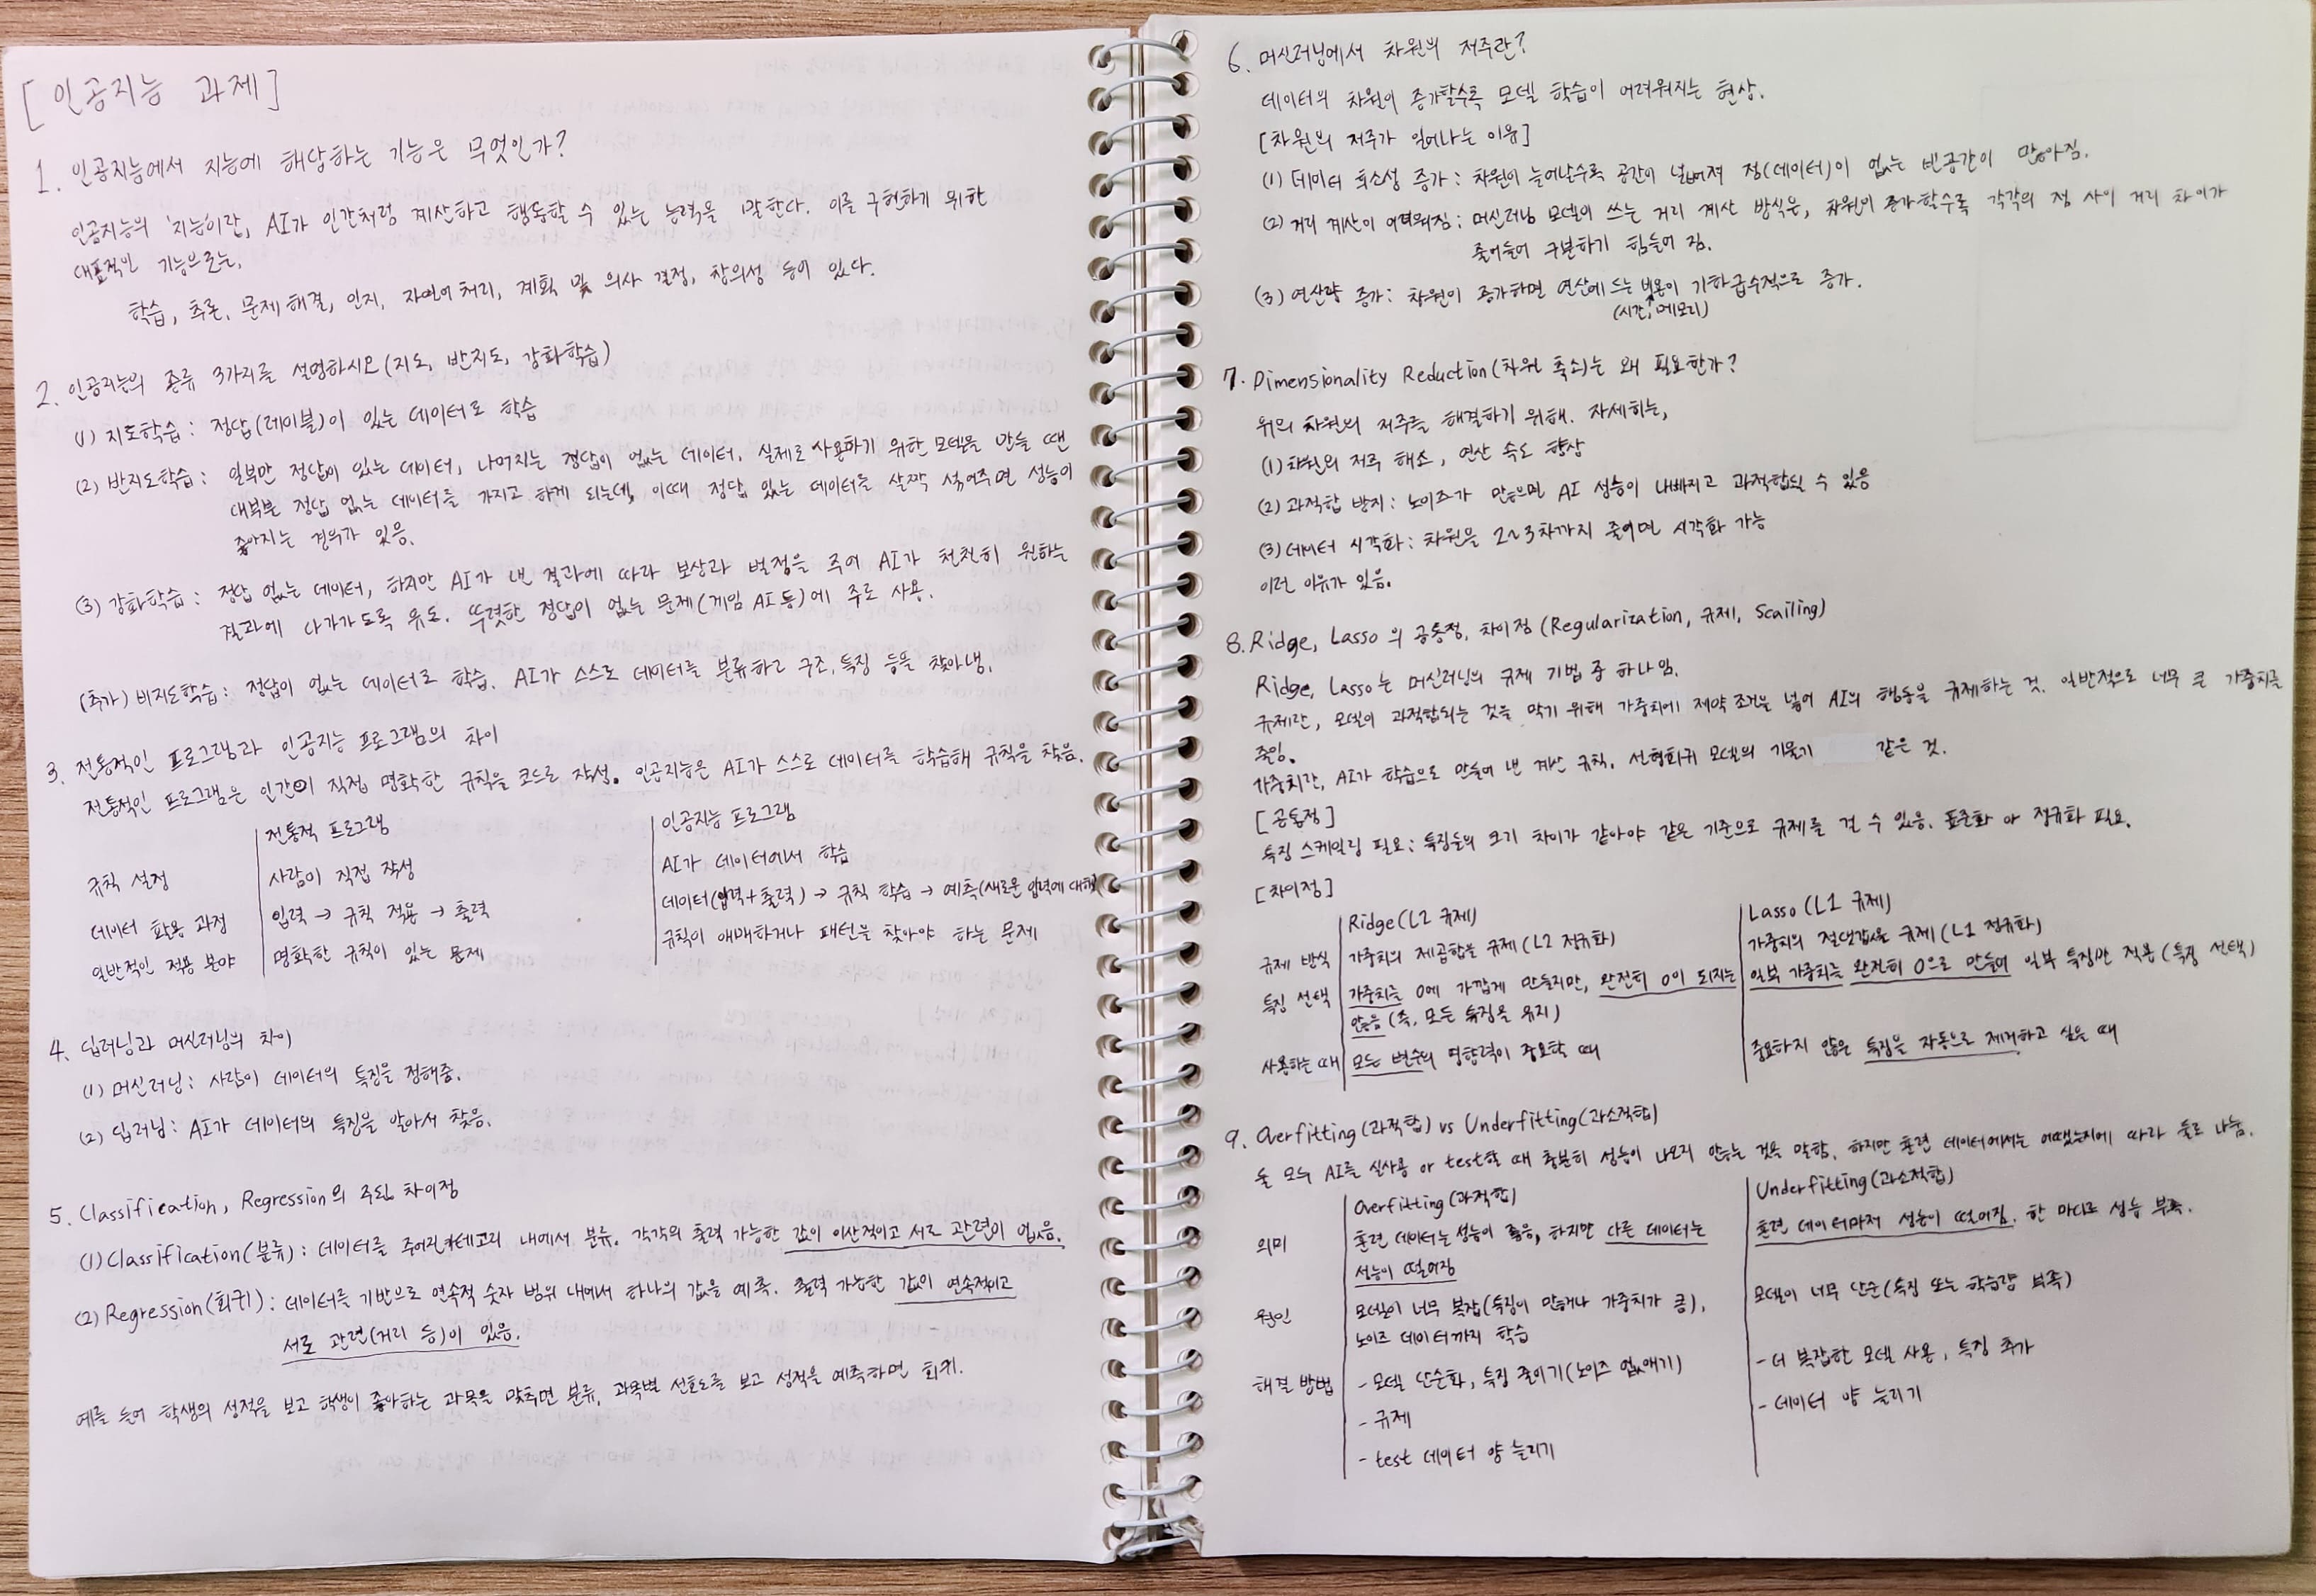 [인공지능 과제]
1. 인공지능에서 지능에 해당하는 기능은 무엇인가?
인공지능의 '지능'이란, AI가 인간처럼 계산하고 행동할 수 있는 능력을 말한다. 이를 구현하기 위한
대표적인 기능으로는,
학습, 추론, 문제 해결, 인지, 자연어 처리, 계획 및 의사 결정, 창의성 등이 있다.
2. 인공지능의 종류 3가지를 설명하시오(지도, 반지도, 강화학습)
(1) 지도학습: 정답(레이블)이 있는 데이터로 학습
(2) 반지도학습: 일부만 정답이 있는 데이터, 나머지는 정답이 없는 데이터. 실제로 사용하기 위한 모델을 만들 땐
대부분 정답 없는 데이터를 가지고 하게 되는데, 이때 정답 있는 데이터를 살짝 섞어주면 성능이
좋아지는 경우가 있음.
(3) 강화학습: 정답 없는 데이터, 하지만 AI가 낸 결과에 따라 보상과 벌점을 주어 AI가 천천히 원하는
결과에 다가가도록 유도. 뚜렷한 정답이 없는 문제(게임 AI 등)에 주로 사용.
(추가) 비지도학습: 정답이 없는 데이터로 학습. AI가 스스로 데이터를 분류하고 구조, 특징 등을 찾아냄.
3. 전통적인 프로그램과 인공지능 프로그램의 차이
전통적인 프로그램은 인간이 직접 명확한 규칙을 코드로 작성. 인공지능은 AI가 스스로 데이터를 학습해 규칙을 찾음.
전통적 프로그램 인공지능 프로그램
규칙 설정 사람이 직접 작성 AI가 데이터에서 학습
데이터 활용 과정 입력 → 규칙 적용 → 출력 데이터(입력+출력) → 규칙 학습 → 예측(새로운 입력에 대해)
일반적인 적용 분야 명확한 규칙이 있는 문제 규칙이 애매하거나 패턴을 찾아야 하는 문제
4. 딥러닝과 머신러닝의 차이
(1) 머신러닝: 사람이 데이터의 특징을 정해줌.
(2) 딥러닝: AI가 데이터의 특징을 알아서 찾음.
5. Classification, Regression의 주된 차이점
(1) Classification(분류): 데이터를 주어진 카테고리 내에서 분류. 각각의 출력 가능한 값이 이산적이고 서로 관련이 없음.
(2) Regression(회귀): 데이터를 기반으로 연속적 숫자 범위 내에서 하나의 값을 예측. 출력 가능한 값이 연속적이고
서로 관련(거리 등)이 있음.
예를 들어 학생의 성적을 보고 학생이 좋아하는 과목을 맞추면 분류, 과목별 선호도를 보고 성적을 예측하면 회귀.
6. 머신러닝에서 차원의 저주란?
데이터의 차원이 증가할수록 모델 학습이 어려워지는 현상.
[차원의 저주가 일어나는 이유]
(1) 데이터 희소성 증가: 차원이 늘어날수록 공간이 넓어져 점(데이터)이 없는 빈공간이 많아짐.
(2) 거리 계산이 어려워짐: 머신러닝 모델이 쓰는 거리 계산 방식은, 차원이 증가할수록 각각의 점 사이 거리 차이가
줄어들어 구분하기 힘들어 짐.
(3) 연산량 증가: 차원이 증가하면 연산에 드는 비용이 기하급수적으로 증가.
(시간, 메모리)
7. Dimensionality Reduction(차원 축소)는 왜 필요한가?
위의 차원의 저주를 해결하기 위해. 자세히는,
(1) 차원의 저주 해소, 연산 속도 향상
(2) 과적합 방지: 노이즈가 많으면 AI 성능이 나빠지고 과적합될 수 있음
(3) 데이터 시각화: 차원을 2~3차까지 줄이면 시각화 가능
이런 이유가 있음.
8. Ridge, Lasso의 공통점, 차이점(Regularization, 규제, Scailing)
Ridge, Lasso는 머신러닝의 규제 기법 중 하나임.
규제란, 모델이 과적합되는 것을 막기 위해 가중치에 제약 조건을 넣어 AI의 행동을 규제하는 것. 일반적으로 너무 큰 가중치를
줄임.
가중치란, AI가 학습으로 만들어 낸 계산 규칙. 선형회귀 모델의 기울기 같은 것.
[공통점]
특징 스케일링 필요: 특징들의 크기 차이가 같아야 같은 기준으로 규제를 걸 수 있음. 표준화 or 정규화 필요.
[차이점]
Ridge(L2 규제) Lasso(L1 규제)
규제 방식 가중치의 제곱합을 규제(L2 정규화) 가중치의 절댓값을 규제(L1 정규화)
특징 선택 가중치를 0에 가깝게 만들지만, 완전히 0이 되지는 일부 가중치를 완전히 0으로 만들어 일부 특징만 적용(특징 선택)
않음(즉, 모든 특징을 유지)
사용하는 때 모든 변수의 영향력이 중요할 때 중요하지 않은 특징을 자동으로 제거하고 싶을 때
9. Overfitting(과적합) vs Underfitting(과소적합)
둘 모두 AI를 실사용 or test할 때 충분히 성능이 나오지 않는 것을 말함. 하지만 훈련 데이터에서는 어땠는지에 따라 둘로 나눔.
Overfitting(과적합) Underfitting(과소적합)
의미 훈련 데이터는 성능이 좋음, 하지만 다른 데이터는 훈련 데이터마저 성능이 떨어짐. 한 마디로 성능 부족.
성능이 떨어짐
원인 모델이 너무 복잡(특징이 많거나 가중치가 큼), 모델이 너무 단순(특징 또는 학습량 부족)
노이즈 데이터까지 학습
해결 방법 - 모델 단순화, 특징 줄이기(노이즈 없애기) - 더 복잡한 모델 사용, 특징 추가
- 규제 - 데이터 양 늘리기
- test 데이터 양 늘리기